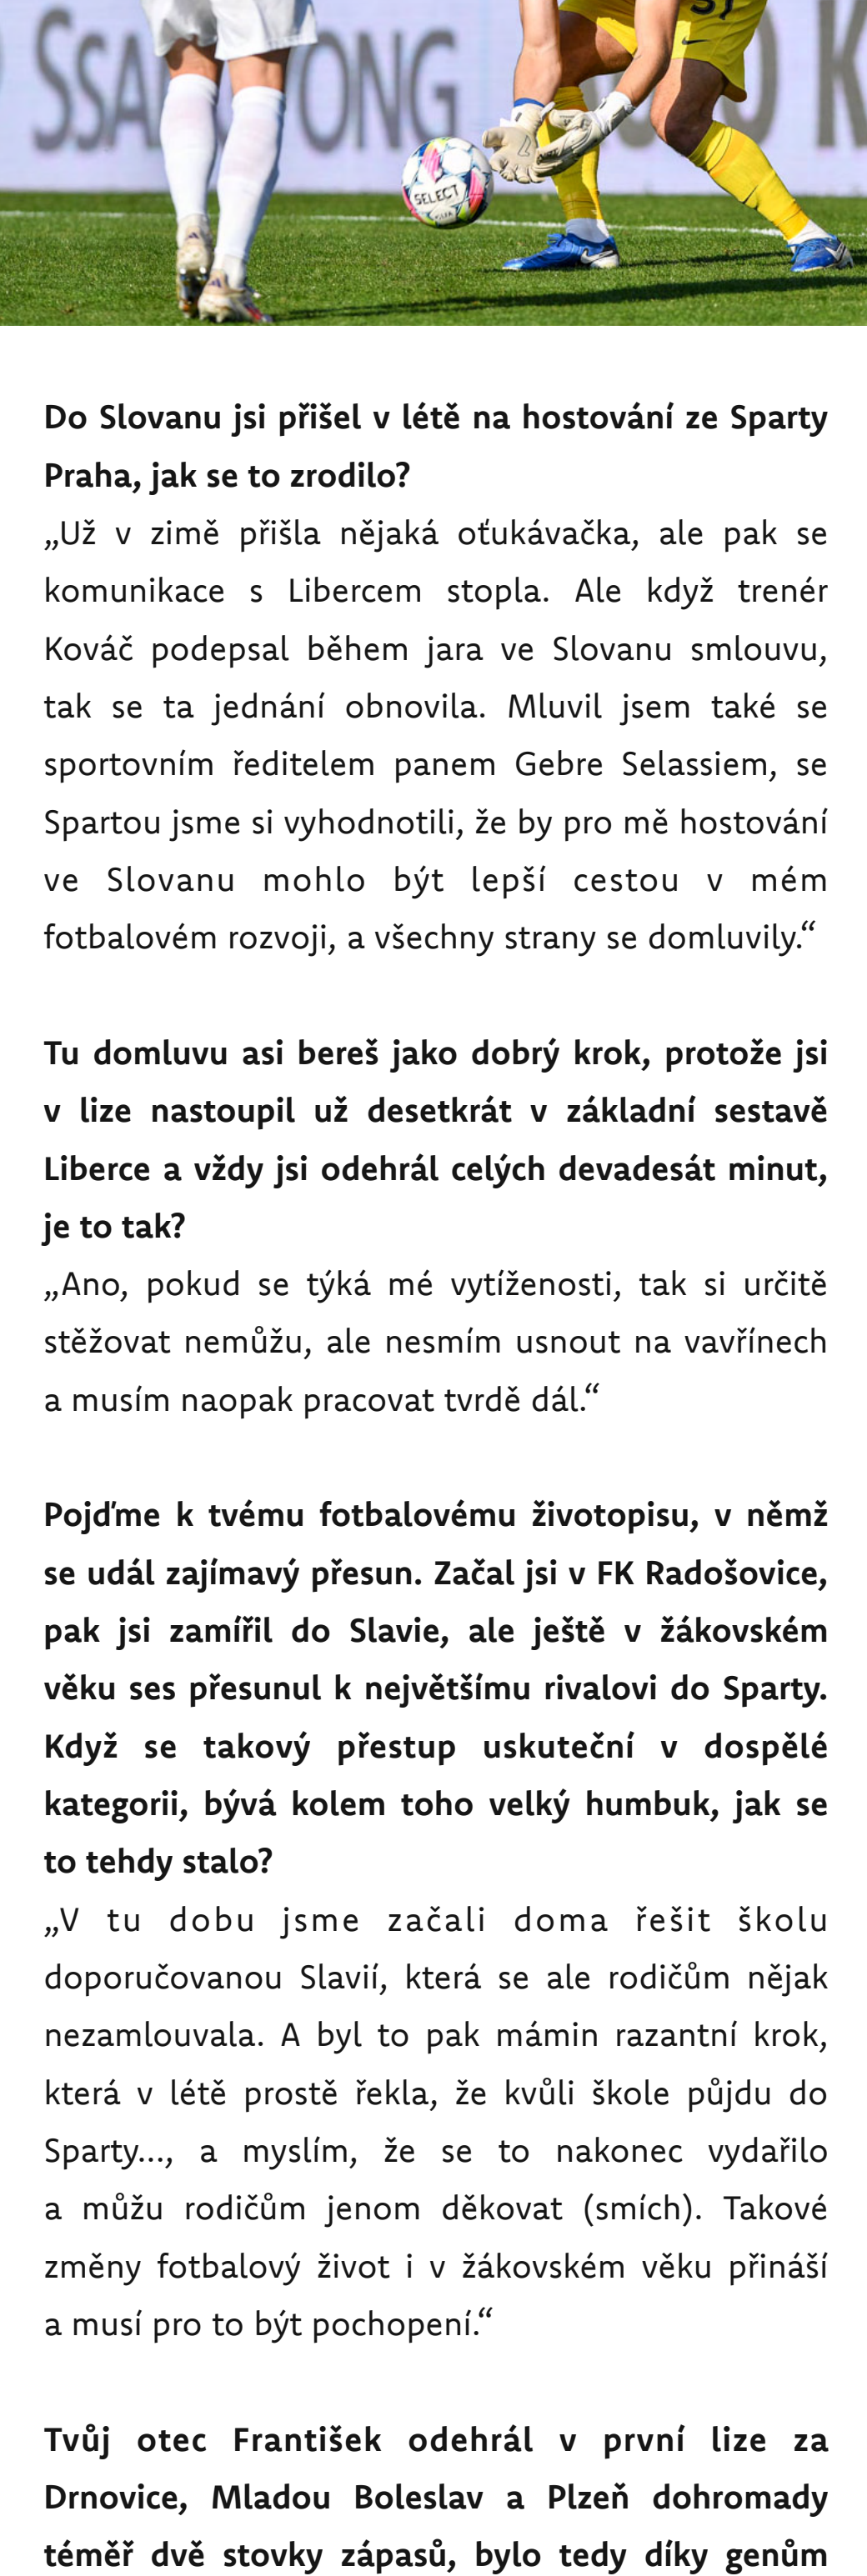 SSA ONG
K
31
SELECT
Do Slovanu jsi přišel v létě na hostování ze Sparty
Praha, jak se to zrodilo?
„Už v zimě přišla nějaká oťukávačka, ale pak se
komunikace s Libercem stopla. Ale když trenér
Kováč podepsal během jara ve Slovanu smlouvu,
tak se ta jednání obnovila. Mluvil jsem také se
sportovním ředitelem panem Gebre Selassiem, se
Spartou jsme si vyhodnotili, že by pro mě hostování
ve Slovanu mohlo být lepší cestou v mém
fotbalovém rozvoji, a všechny strany se domluvily.“
Tu domluvu asi bereš jako dobrý krok, protože jsi
v lize nastoupil už desetkrát v základní sestavě
Liberce a vždy jsi odehrál celých devadesát minut,
je to tak?
„Ano, pokud se týká mé vytíženosti, tak si určitě
stěžovat nemůžu, ale nesmím usnout na vavřínech
a musím naopak pracovat tvrdě dál.“
Pojďme k tvému fotbalovému životopisu, v němž
se udál zajímavý přesun. Začal jsi v FK Radošovice,
pak jsi zamířil do Slavie, ale ještě v žákovském
věku ses přesunul k největšímu rivalovi do Sparty.
Když se takový přestup uskuteční v dospělé
kategorii, bývá kolem toho velký humbuk, jak se
to tehdy stalo?
„V tu dobu jsme začali doma řešit školu
doporučovanou Slavií, která se ale rodičům nějak
nezamlouvala. A byl to pak mámin razantní krok,
která v létě prostě řekla, že kvůli škole půjdu do
Sparty…, a myslím, že se to nakonec vydařilo
a můžu rodičům jenom děkovat (smích). Takové
změny fotbalový život i v žákovském věku přináší
a musí pro to být pochopení.“
Tvůj otec František odehrál v první lize za
Drnovice, Mladou Boleslav a Plzeň dohromady
téměř dvě stovky zápasů, bylo tedy díky genům